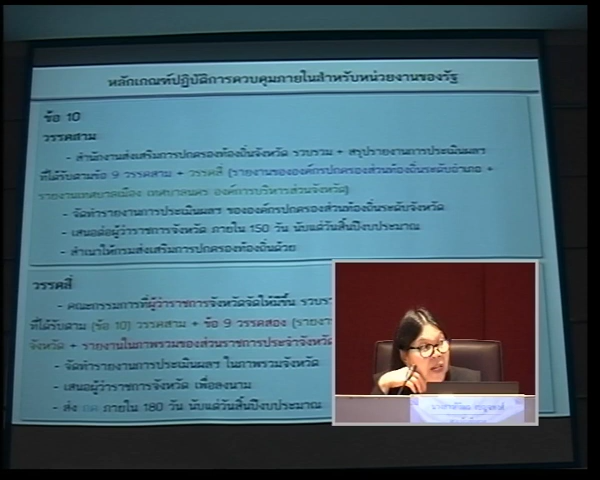 หลักเกณฑ์ปฏิบัติการควบคุมภายในสำหรับหน่วยงานของรัฐ
ข้อ 10
วรรคสาม
- สำนักงานส่งเสริมการปกครองท้องถิ่นจังหวัด รวบรวม + สรุปรายงานการประเมินผลฯ
ที่ได้รับตามข้อ 9 วรรคสาม + วรรคสี่ (รายงานขององค์กรปกครองส่วนท้องถิ่นระดับอำเภอ +
รายงานเทศบาลเมือง เทศบาลนคร องค์การบริหารส่วนจังหวัด)
- จัดทำรายงานการประเมินผลฯ ขององค์กรปกครองส่วนท้องถิ่นระดับจังหวัด
- เสนอต่อผู้ว่าราชการจังหวัด ภายใน 150 วัน นับแต่วันสิ้นปีงบประมาณ
- สำเนาให้กรมส่งเสริมการปกครองท้องถิ่นด้วย
วรรคสี่
- คณะกรรมการที่ผู้ว่าราชการจังหวัดจัดให้มีขึ้น รวบรว
ที่ได้รับตาม (ข้อ 10) วรรคสาม + ข้อ 9 วรรคสอง (รายงา
จังหวัด + รายงานในภาพรวมของส่วนราชการประจำจังหวัด
- จัดทำรายงานการประเมินผลฯ ในภาพรวมจังหวัด
- เสนอผู้ว่าราชการจังหวัด เพื่อลงนาม
- ส่ง กค ภายใน 180 วัน นับแต่วันสิ้นปีงบประมาณ